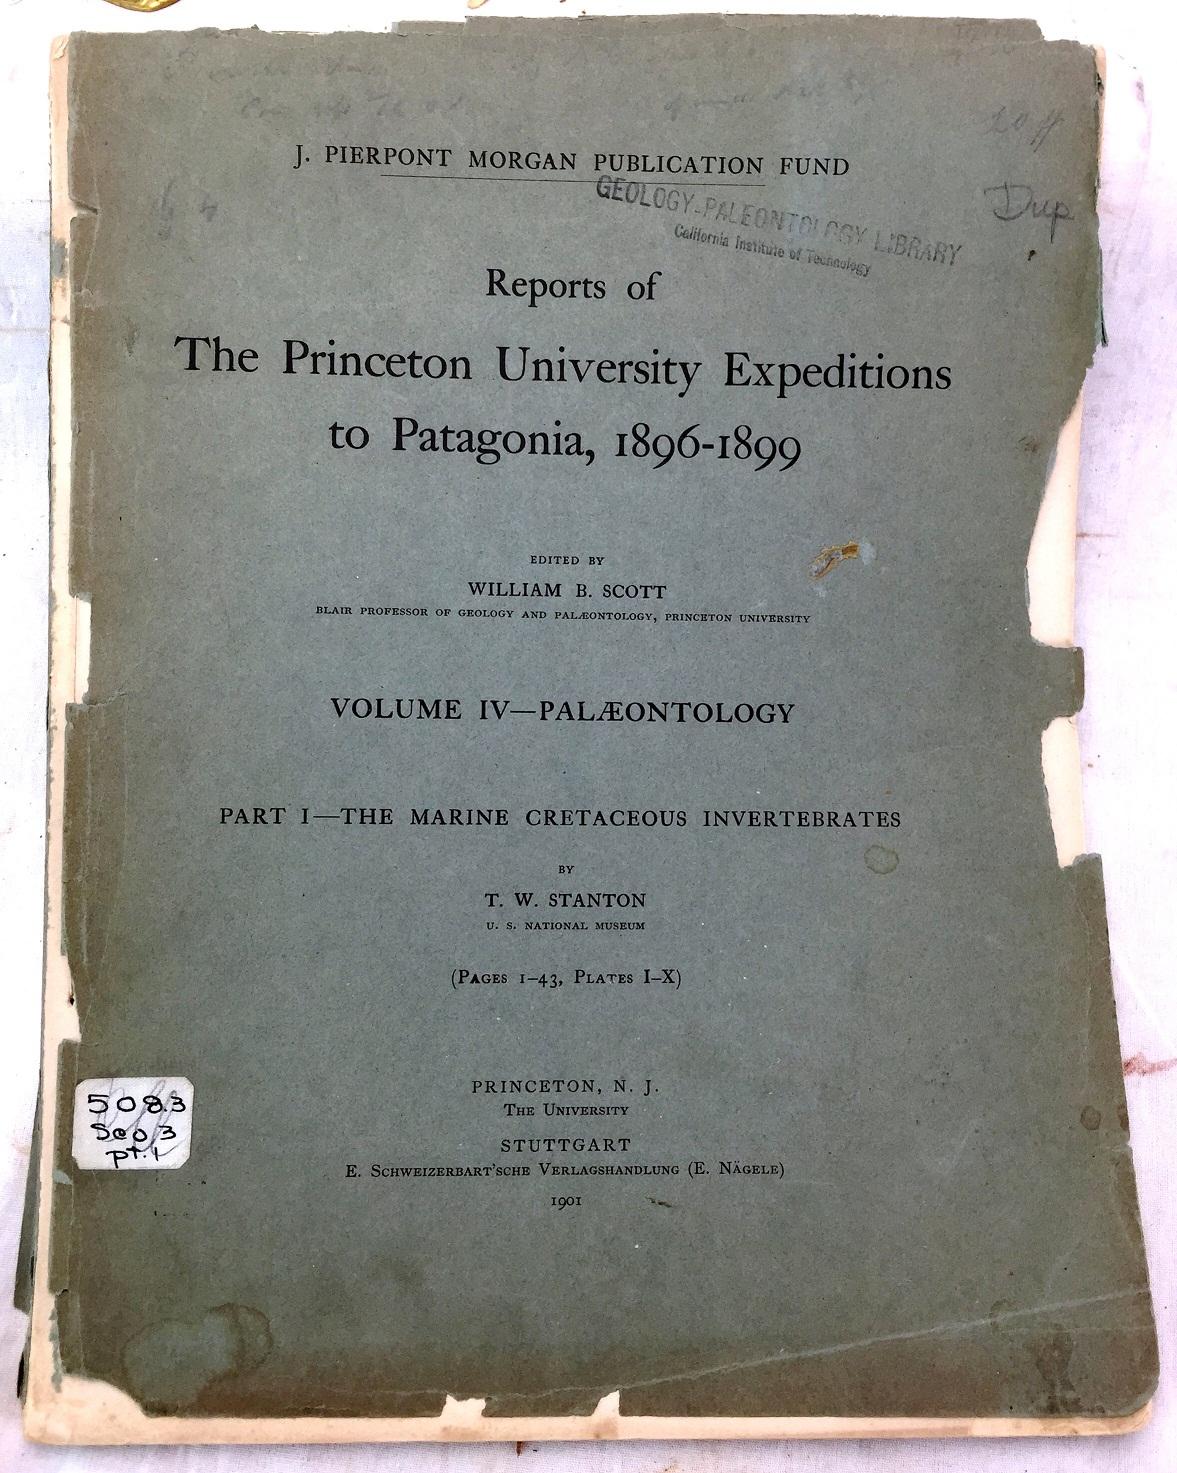 J. PIERPONT MORGAN PUBLICATION FUND
GEOLOGY-PALEONTOLOGY LIBRARY
California Institute of Technology
Dup
Reports of
The Princeton University Expeditions
to Patagonia, 1896-1899
EDITED BY
WILLIAM B. SCOTT
BLAIR PROFESSOR OF GEOLOGY AND PALÆONTOLOGY, PRINCETON UNIVERSITY
VOLUME IV—PALÆONTOLOGY
PART I—THE MARINE CRETACEOUS INVERTEBRATES
BY
T. W. STANTON
U. S. NATIONAL MUSEUM
(PAGES 1–43, PLATES I–X)
PRINCETON, N. J.
THE UNIVERSITY
STUTTGART
E. SCHWEIZERBART'SCHE VERLAGSHANDLUNG (E. NÄGELE)
1901
508.3
Sco3
pt.1